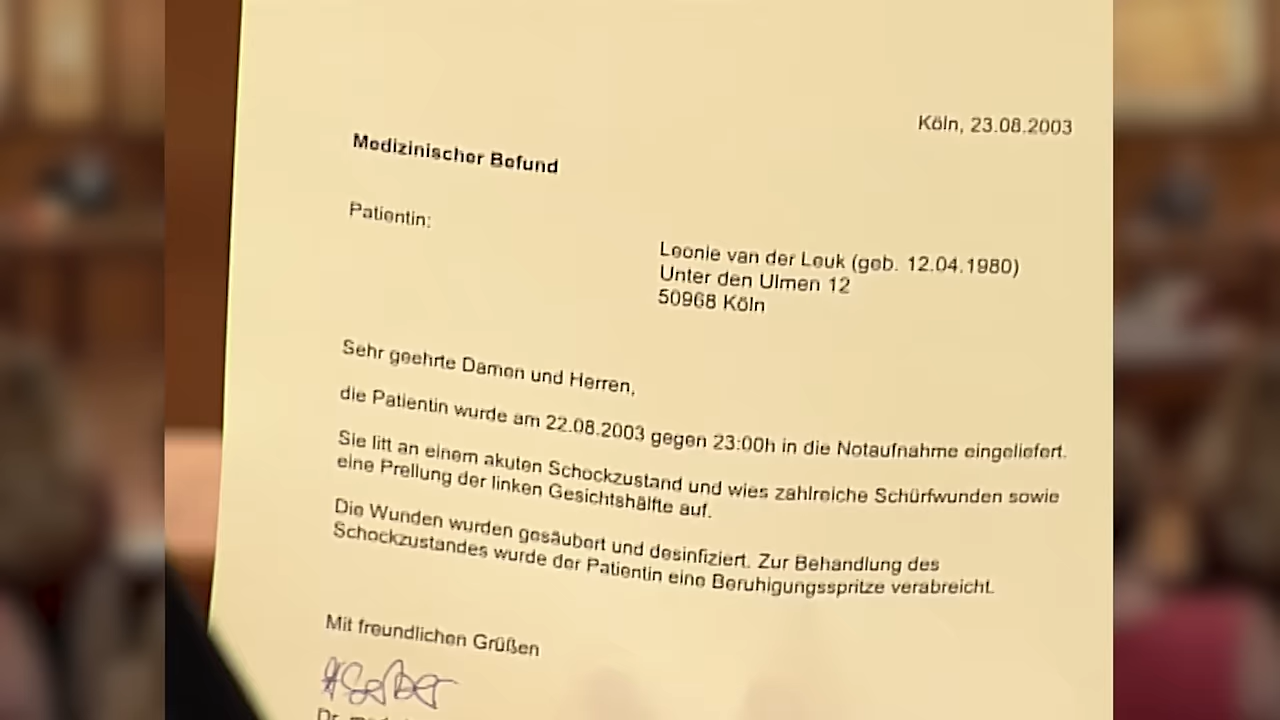 Köln, 23.08.2003
Medizinischer Befund
Patientin:
Leonie van der Leuk (geb. 12.04.1980)
Unter den Ulmen 12
50968 Köln
Sehr geehrte Damen und Herren,
die Patientin wurde am 22.08.2003 gegen 23:00h in die Notaufnahme eingeliefert.
Sie litt an einem akuten Schockzustand und wies zahlreiche Schürfwunden sowie
eine Prellung der linken Gesichtshälfte auf.
Die Wunden wurden gesäubert und desinfiziert. Zur Behandlung des
Schockzustandes wurde der Patientin eine Beruhigungsspritze verabreicht.
Mit freundlichen Grüßen
Dr. med.